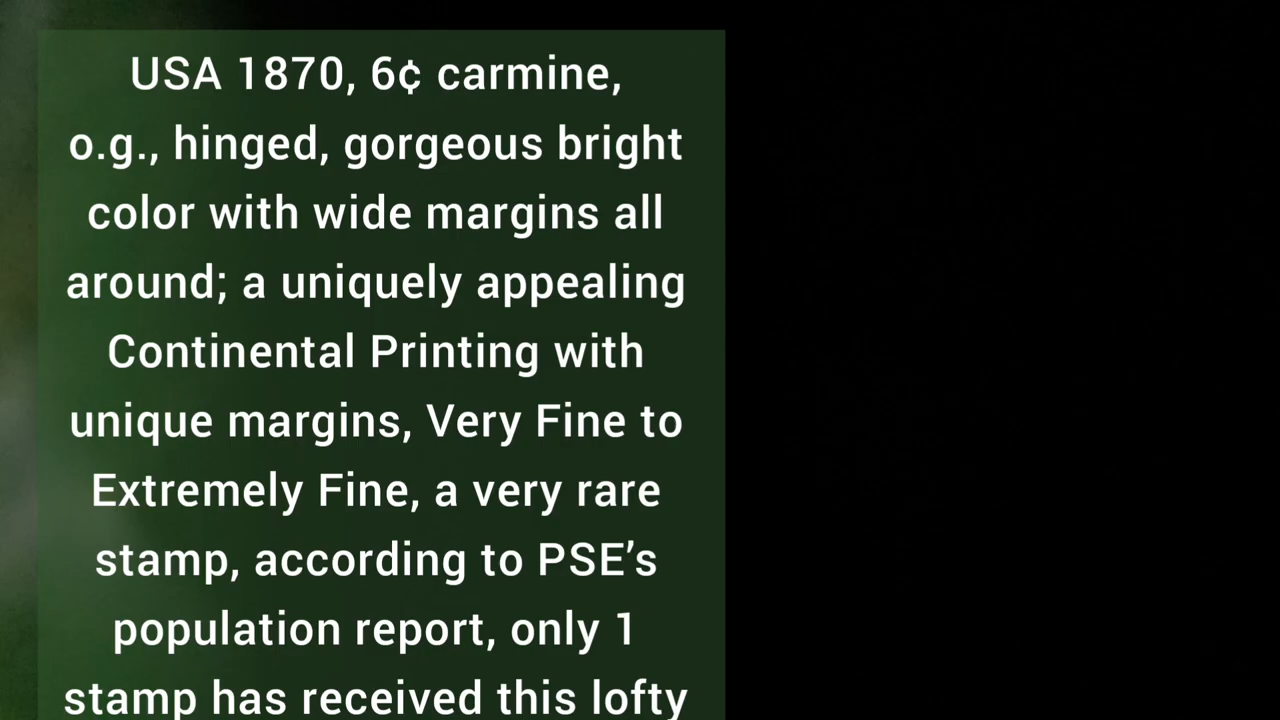 USA 1870, 6¢ carmine,
o.g., hinged, gorgeous bright
color with wide margins all
around; a uniquely appealing
Continental Printing with
unique margins, Very Fine to
Extremely Fine, a very rare
stamp, according to PSE’s
population report, only 1
stamp has received this lofty